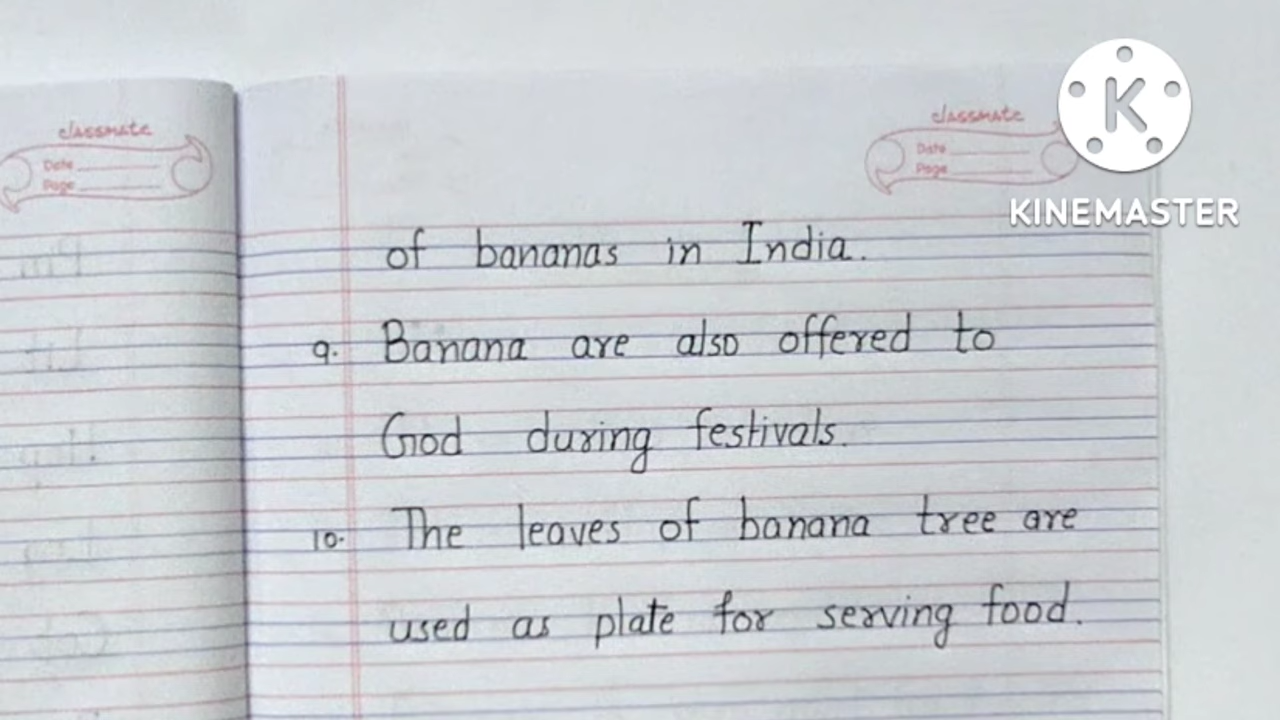 classmate
Date
Page
classmate
Date
Page
KINEMASTER
of bananas in India.
9. Banana are also offered to
God during festivals.
10. The leaves of banana tree are
used as plate for serving food.